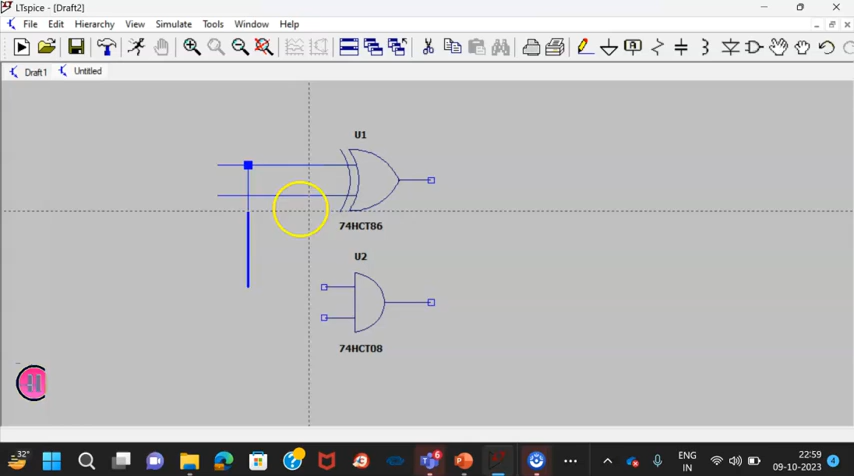 LTspice - [Draft2]
File Edit Hierarchy View Simulate Tools Window Help
Draft1 Untitled
U1
74HCT86
U2
74HCT08
32°
6
ENG
IN
22:59
09-10-2023
4